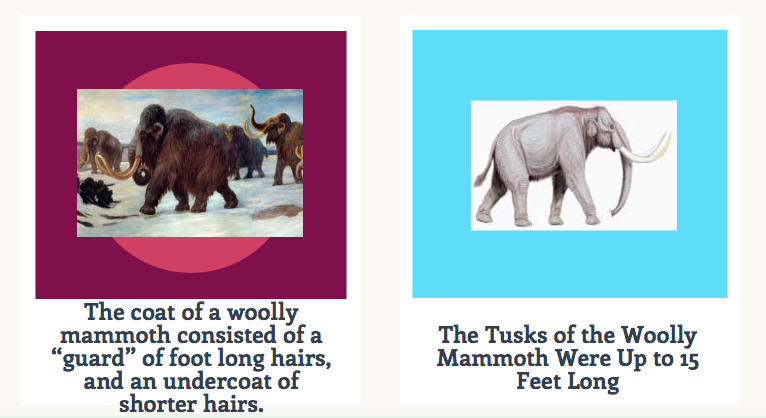 The coat of a woolly
mammoth consisted of a
“guard” of foot long hairs,
and an undercoat of
shorter hairs.
The Tusks of the Woolly
Mammoth Were Up to 15
Feet Long